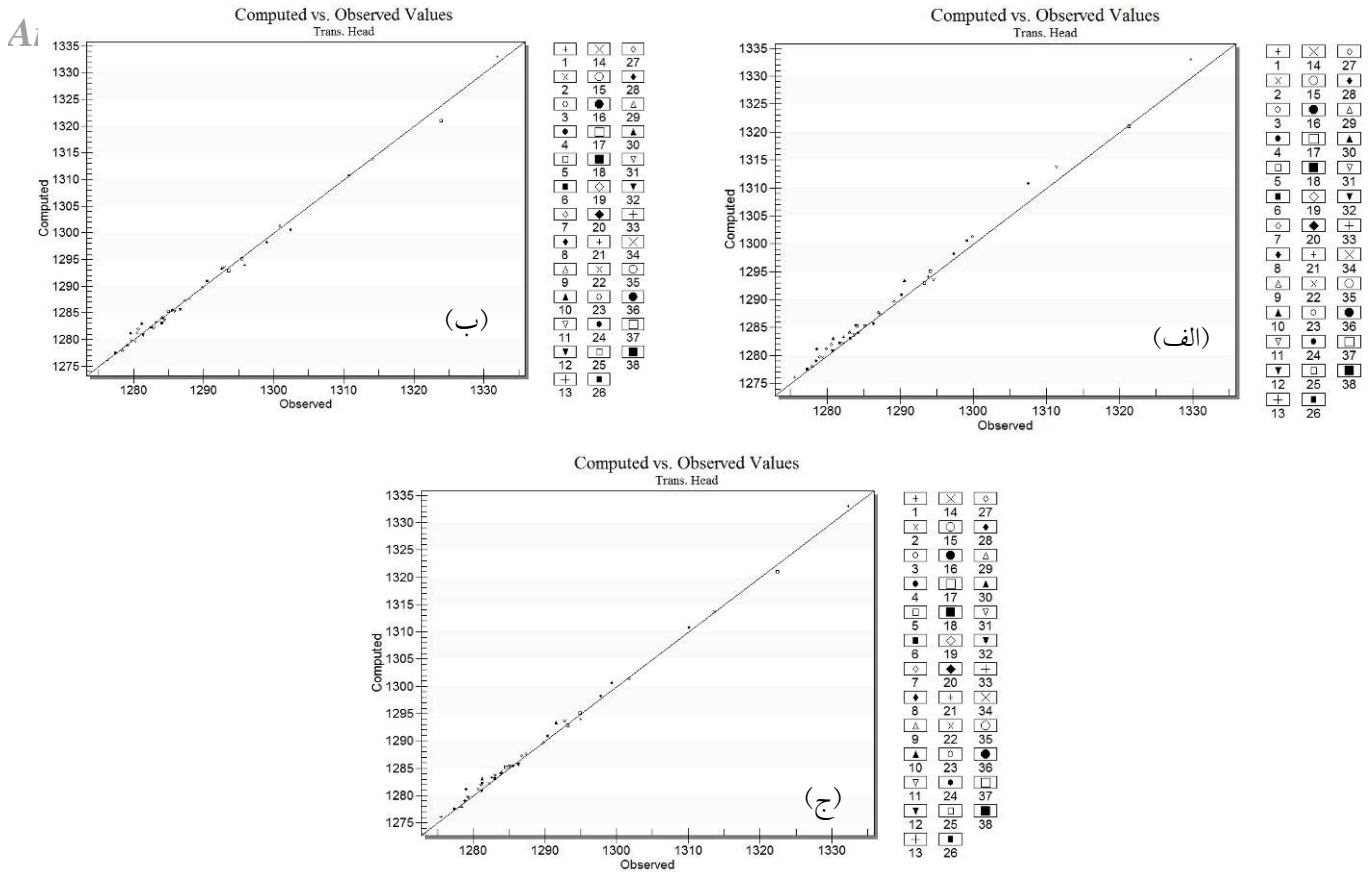 Computed vs. Observed Values
Trans. Head
Computed
1335
1330
1325
1320
1315
1310
1305
1300
1295
1290
1285
1280
1275
1280 1290 1300 1310 1320 1330
Observed
(ب)
1 14 27
2 15 28
3 16 29
4 17 30
5 18 31
6 19 32
7 20 33
8 21 34
9 22 35
10 23 36
11 24 37
12 25 38
13 26
Computed vs. Observed Values
Trans. Head
Computed
1335
1330
1325
1320
1315
1310
1305
1300
1295
1290
1285
1280
1275
1280 1290 1300 1310 1320 1330
Observed
(الف)
1 14 27
2 15 28
3 16 29
4 17 30
5 18 31
6 19 32
7 20 33
8 21 34
9 22 35
10 23 36
11 24 37
12 25 38
13 26
Computed vs. Observed Values
Trans. Head
Computed
1335
1330
1325
1320
1315
1310
1305
1300
1295
1290
1285
1280
1275
1280 1290 1300 1310 1320 1330
Observed
(ج)
1 14 27
2 15 28
3 16 29
4 17 30
5 18 31
6 19 32
7 20 33
8 21 34
9 22 35
10 23 36
11 24 37
12 25 38
13 26